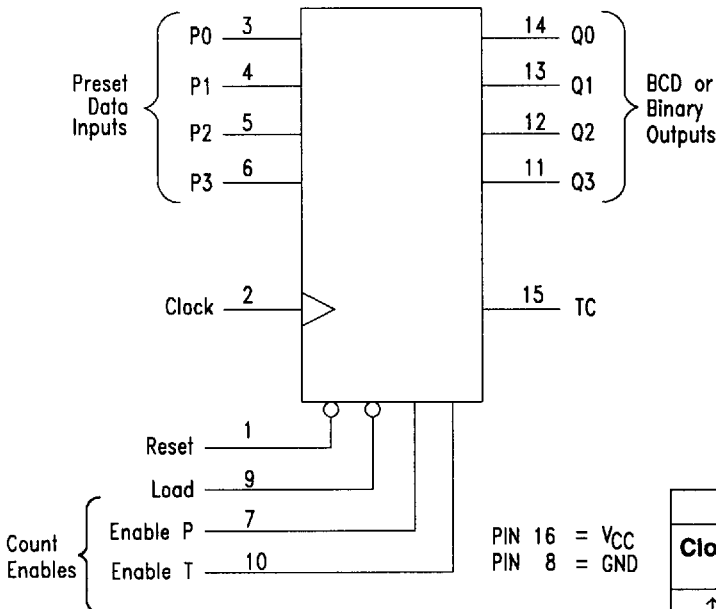 Preset
Data
Inputs
P0 3
P1 4
P2 5
P3 6
14 Q0
13 Q1
12 Q2
11 Q3
BCD or
Binary
Outputs
Clock 2
15 TC
Reset 1
Load 9
Count
Enables
Enable P 7
Enable T 10
PIN 16 = VCC
PIN 8 = GND
↑